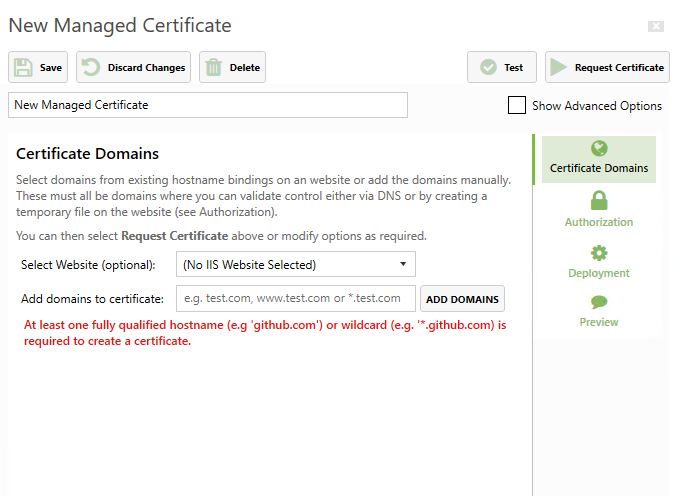 New Managed Certificate
Save
Discard Changes
Delete
Test
Request Certificate
New Managed Certificate
Show Advanced Options
Certificate Domains
Select domains from existing hostname bindings on an website or add the domains manually.
These must all be domains where you can validate control either via DNS or by creating a
temporary file on the website (see Authorization).
You can then select Request Certificate above or modify options as required.
Select Website (optional):
(No IIS Website Selected)
Add domains to certificate:
e.g. test.com, www.test.com or *.test.com
ADD DOMAINS
At least one fully qualified hostname (e.g 'github.com') or wildcard (e.g. '*.github.com) is
required to create a certificate.
Certificate Domains
Authorization
Deployment
Preview